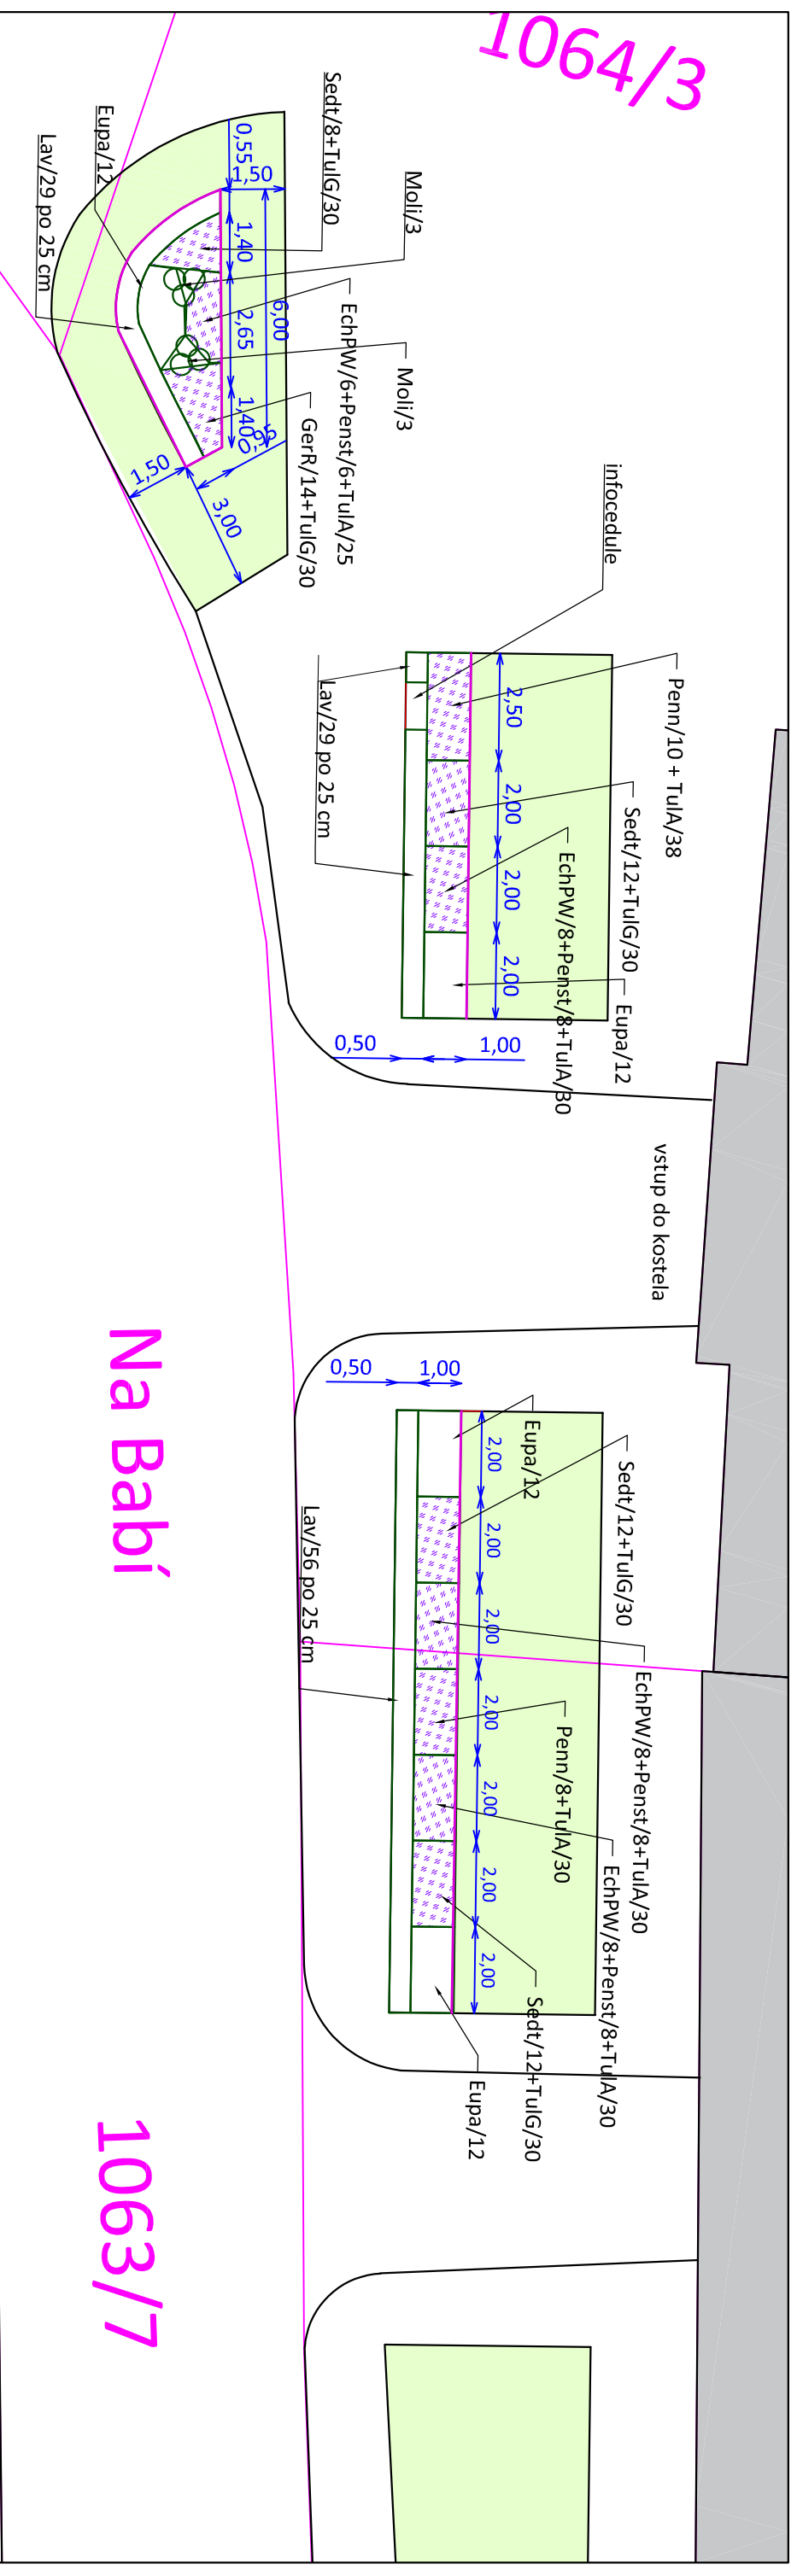 1064/3
Sedt/8+TulG/30
Moli/3
Eupa/12
Lav/29 po 25 cm
0,55
1,50
1,40
6,00
2,65
1,40
0,95
1,50
3,00
EchPW/6+Penst/6+TulA/25
Moli/3
GerR/14+TulG/30
infocedule
Penn/10 + TulA/38
Sedt/12+TulG/30
EchPW/8+Penst/8+TulA/30
Eupa/12
Lav/29 po 25 cm
2,50
2,00
2,00
2,00
0,50
1,00
vstup do kostela
0,50
1,00
Eupa/12
Sedt/12+TulG/30
EchPW/8+Penst/8+TulA/30
Penn/8+TulA/30
EchPW/8+Penst/8+TulA/30
Sedt/12+TulG/30
Eupa/12
Lav/56 po 25 cm
2,00
2,00
2,00
2,00
2,00
2,00
2,00
Na Babí
1063/7